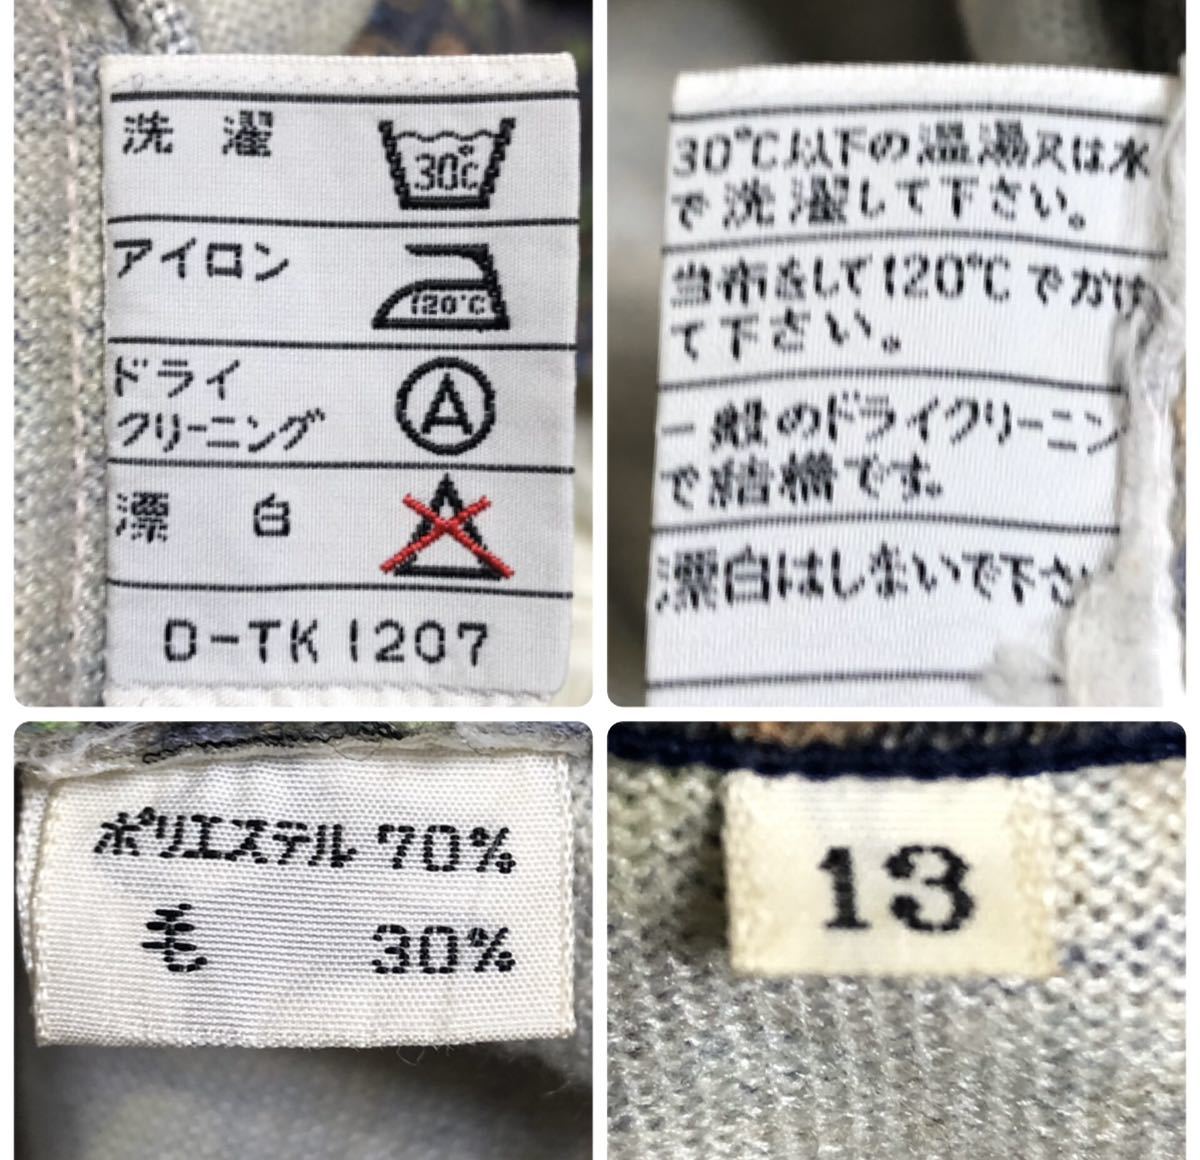 洗濯
30℃
アイロン
120℃
ドライ
クリーニング
A
漂白
D-TK 1207
30℃以下の温湯又は水
で洗濯して下さい。
当布をして120℃でかけ
て下さい。
一般のドライクリーニン
で結構です。
漂白はしないで下さ
ポリエステル 70%
毛 30%
13